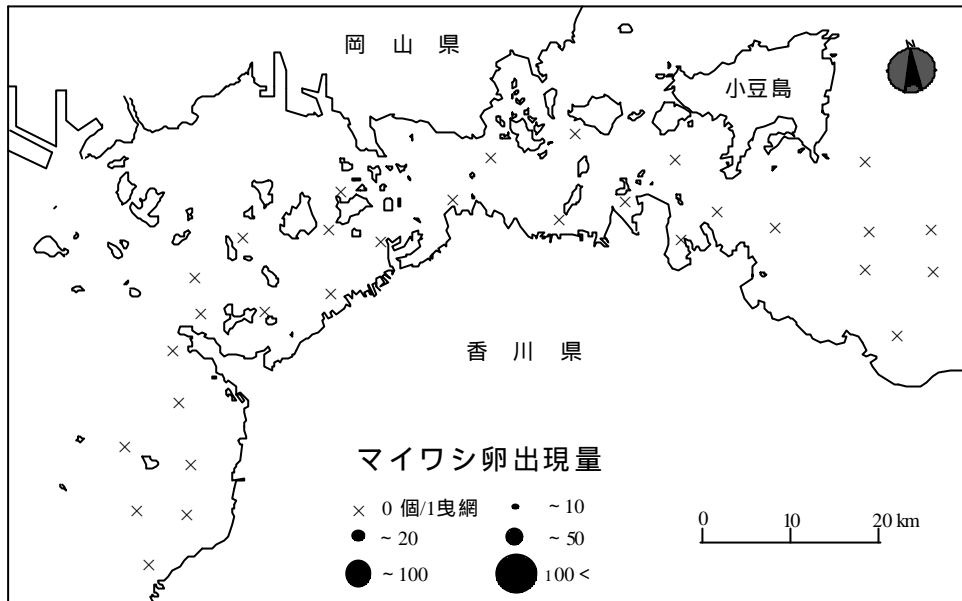 岡山県
小豆島
N
香川県
マイワシ卵出現量
× 0 個/1曳網
~ 10
~ 20
~ 50
~ 100
100 <
0 10 20 km